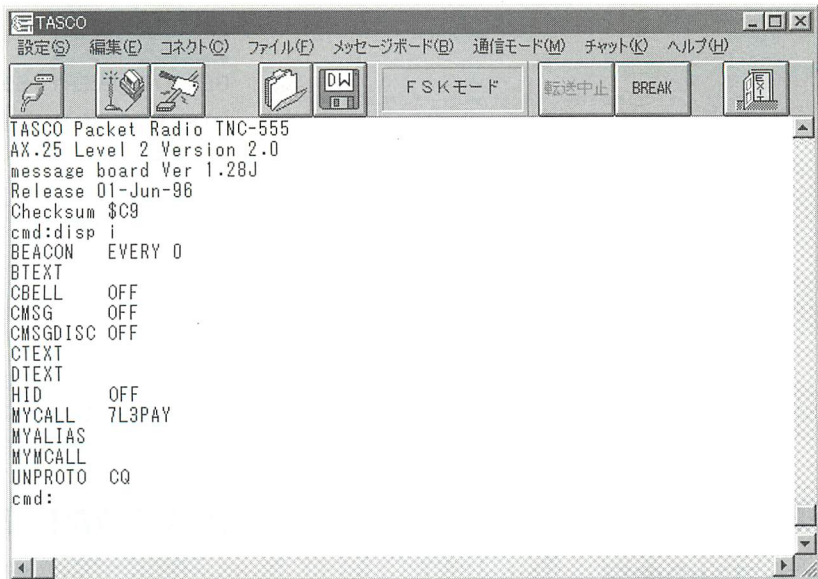 TASCO
設定(S) 編集(E) コネクト(C) ファイル(F) メッセージボード(B) 通信モード(M) チャット(K) ヘルプ(H)
DW FSKモード 転送中止 BREAK EXIT
TASCO Packet Radio TNC-555
AX.25 Level 2 Version 2.0
message board Ver 1.28J
Release 01-Jun-96
Checksum $C9
cmd:disp i
BEACON EVERY 0
BTEXT
CBELL OFF
CMSG OFF
CMSGDISC OFF
CTEXT
DTEXT
HID OFF
MYCALL 7L3PAY
MYALIAS
MYMCALL
UNPROTO CQ
cmd: